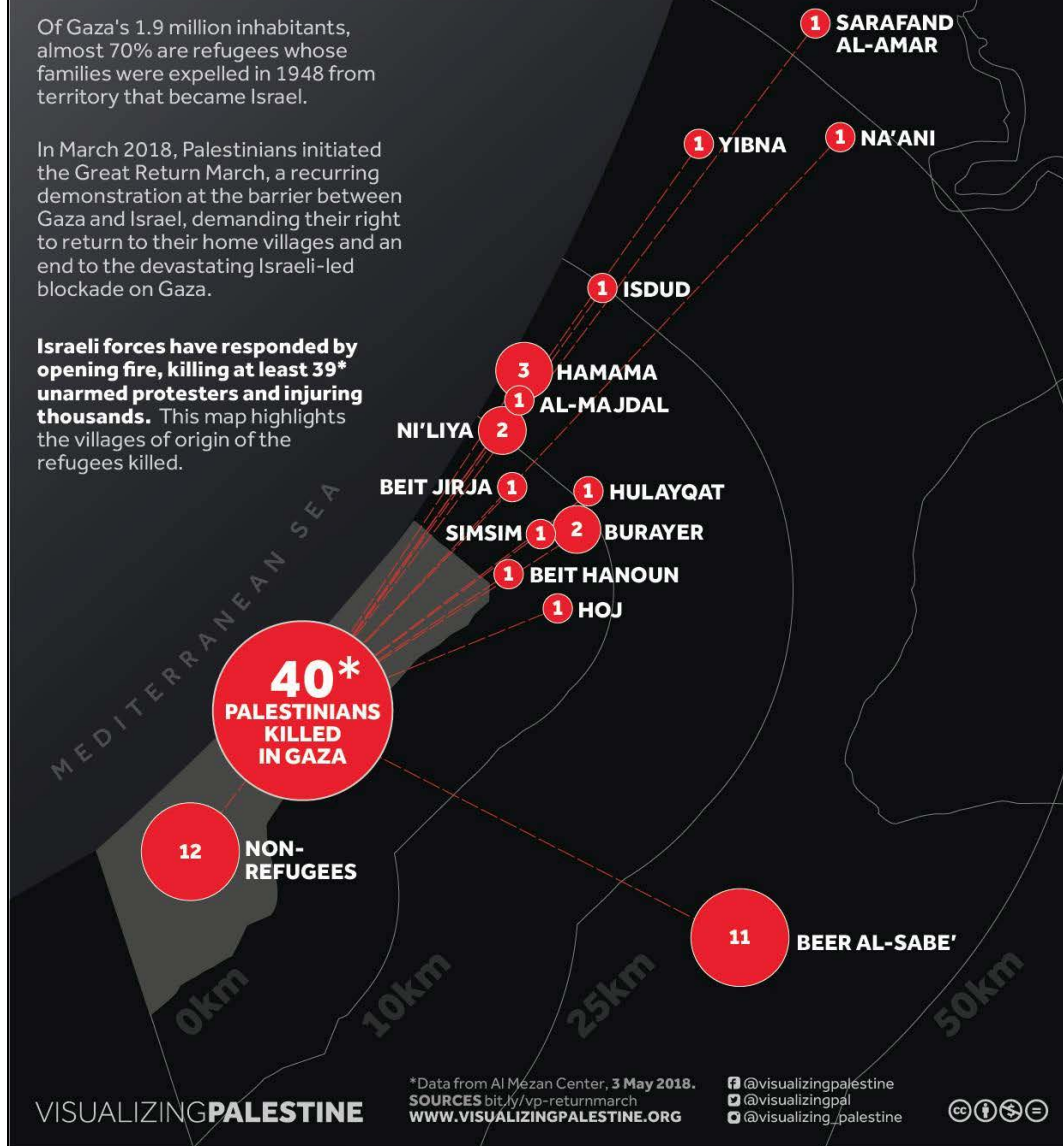 Of Gaza's 1.9 million inhabitants,
almost 70% are refugees whose
families were expelled in 1948 from
territory that became Israel.
In March 2018, Palestinians initiated
the Great Return March, a recurring
demonstration at the barrier between
Gaza and Israel, demanding their right
to return to their home villages and an
end to the devastating Israeli-led
blockade on Gaza.
Israeli forces have responded by
opening fire, killing at least 39*
unarmed protesters and injuring
thousands. This map highlights
the villages of origin of the
refugees killed.
1 SARAFAND
AL-AMAR
1 YIBNA
1 NA'ANI
1 ISDUD
3 HAMAMA
1 AL-MAJDAL
NI'LIYA 2
BEIT JIRJA 1
1 HULAYQAT
SIMSIM 1
2 BURAYER
1 BEIT HANOUN
1 HOJ
MEDITERRANEAN SEA
40*
PALESTINIANS
KILLED
IN GAZA
12 NON-
REFUGEES
11 BEER AL-SABE'
0km
10km
25km
50km
VISUALIZINGPALESTINE
*Data from Al Mezan Center, 3 May 2018.
SOURCES bit.ly/vp-returnmarch
WWW.VISUALIZINGPALESTINE.ORG
@visualizingpalestine
@visualizingpal
@visualizing_palestine
cc